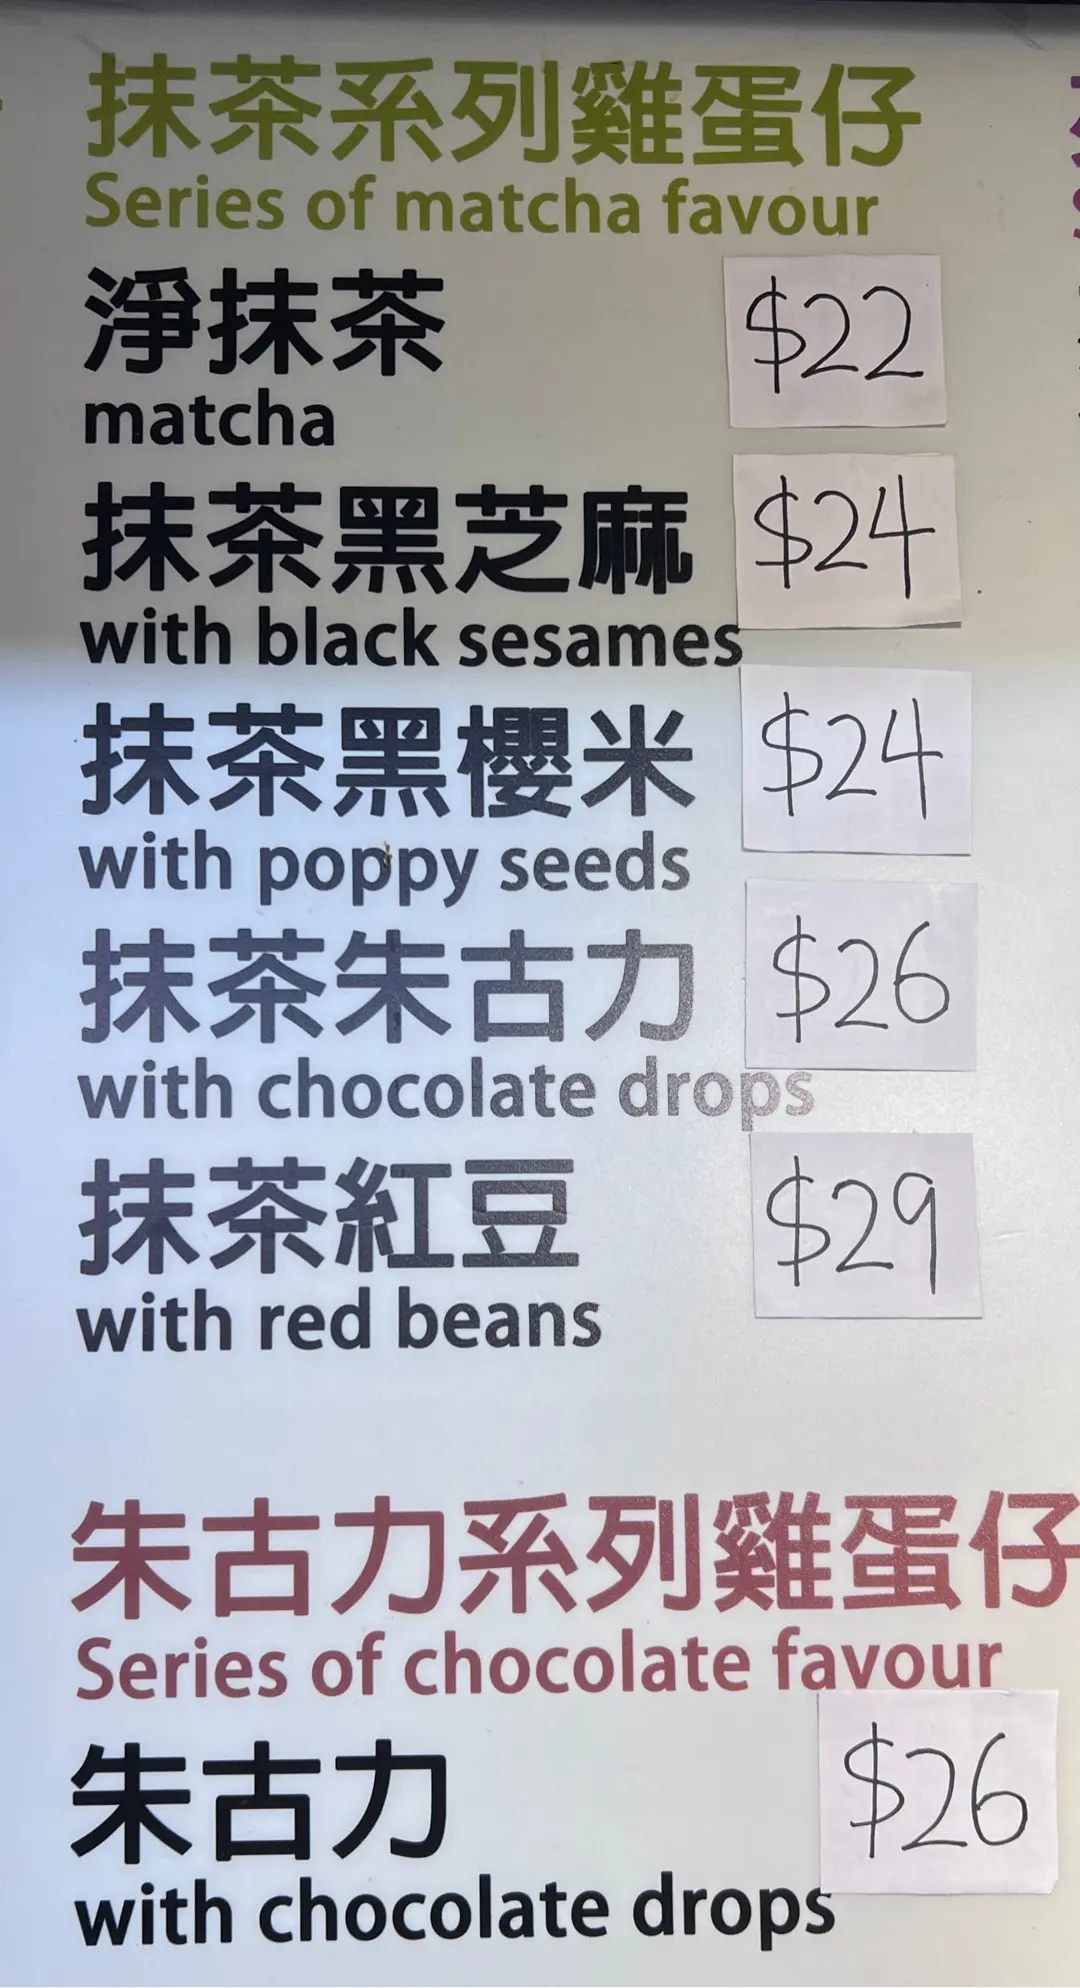 抹茶系列雞蛋仔
Series of matcha favour
淨抹茶 $22
matcha
抹茶黑芝麻 $24
with black sesames
抹茶黑櫻米 $24
with poppy seeds
抹茶朱古力 $26
with chocolate drops
抹茶紅豆 $29
with red beans
朱古力系列雞蛋仔
Series of chocolate favour
朱古力 $26
with chocolate drops